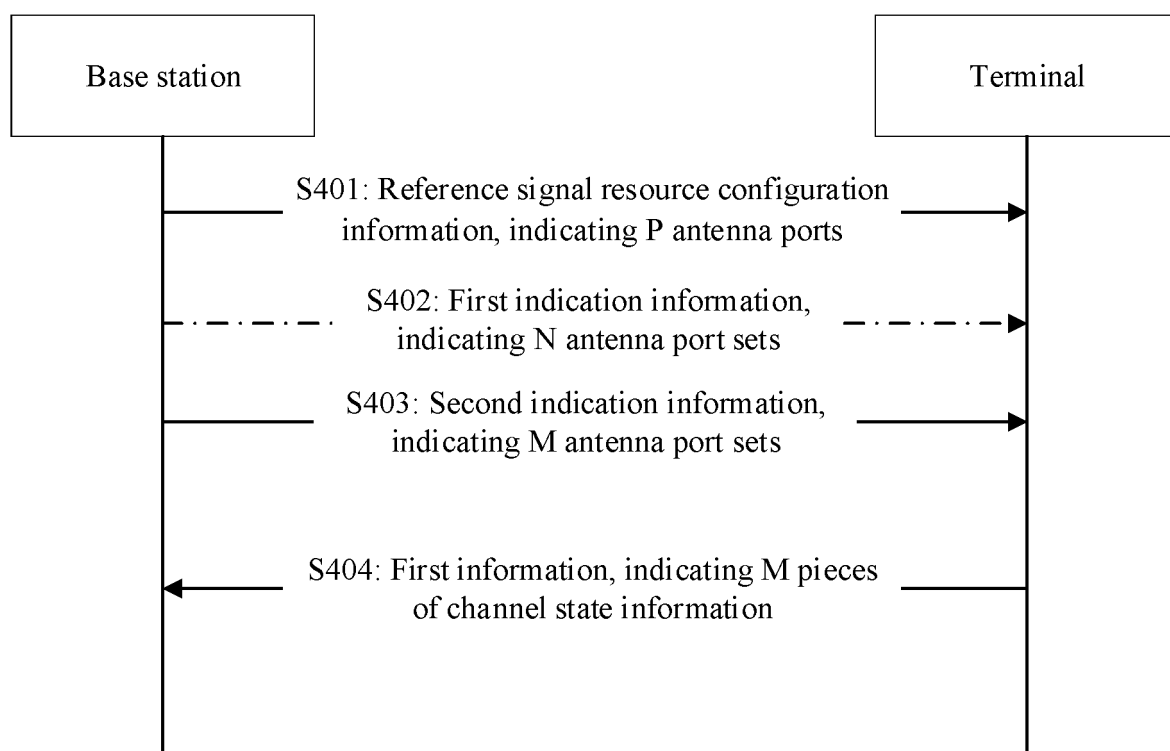 Base station
Terminal
S401: Reference signal resource configuration
information, indicating P antenna ports
S402: First indication information,
indicating N antenna port sets
S403: Second indication information,
indicating M antenna port sets
S404: First information, indicating M pieces
of channel state information